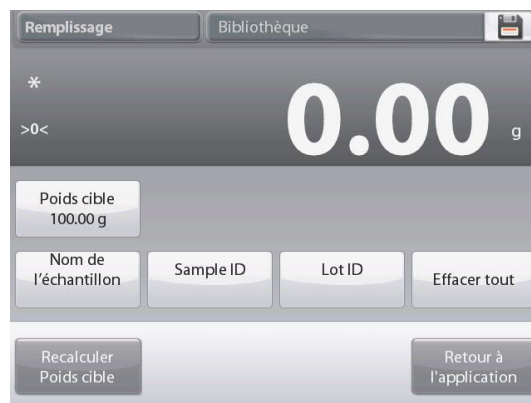 Remplissage
Bibliothèque
*
>0<
0.00 g
Poids cible
100.00 g
Nom de
l'échantillon
Sample ID
Lot ID
Effacer tout
Recalculer
Poids cible
Retour à
l'application